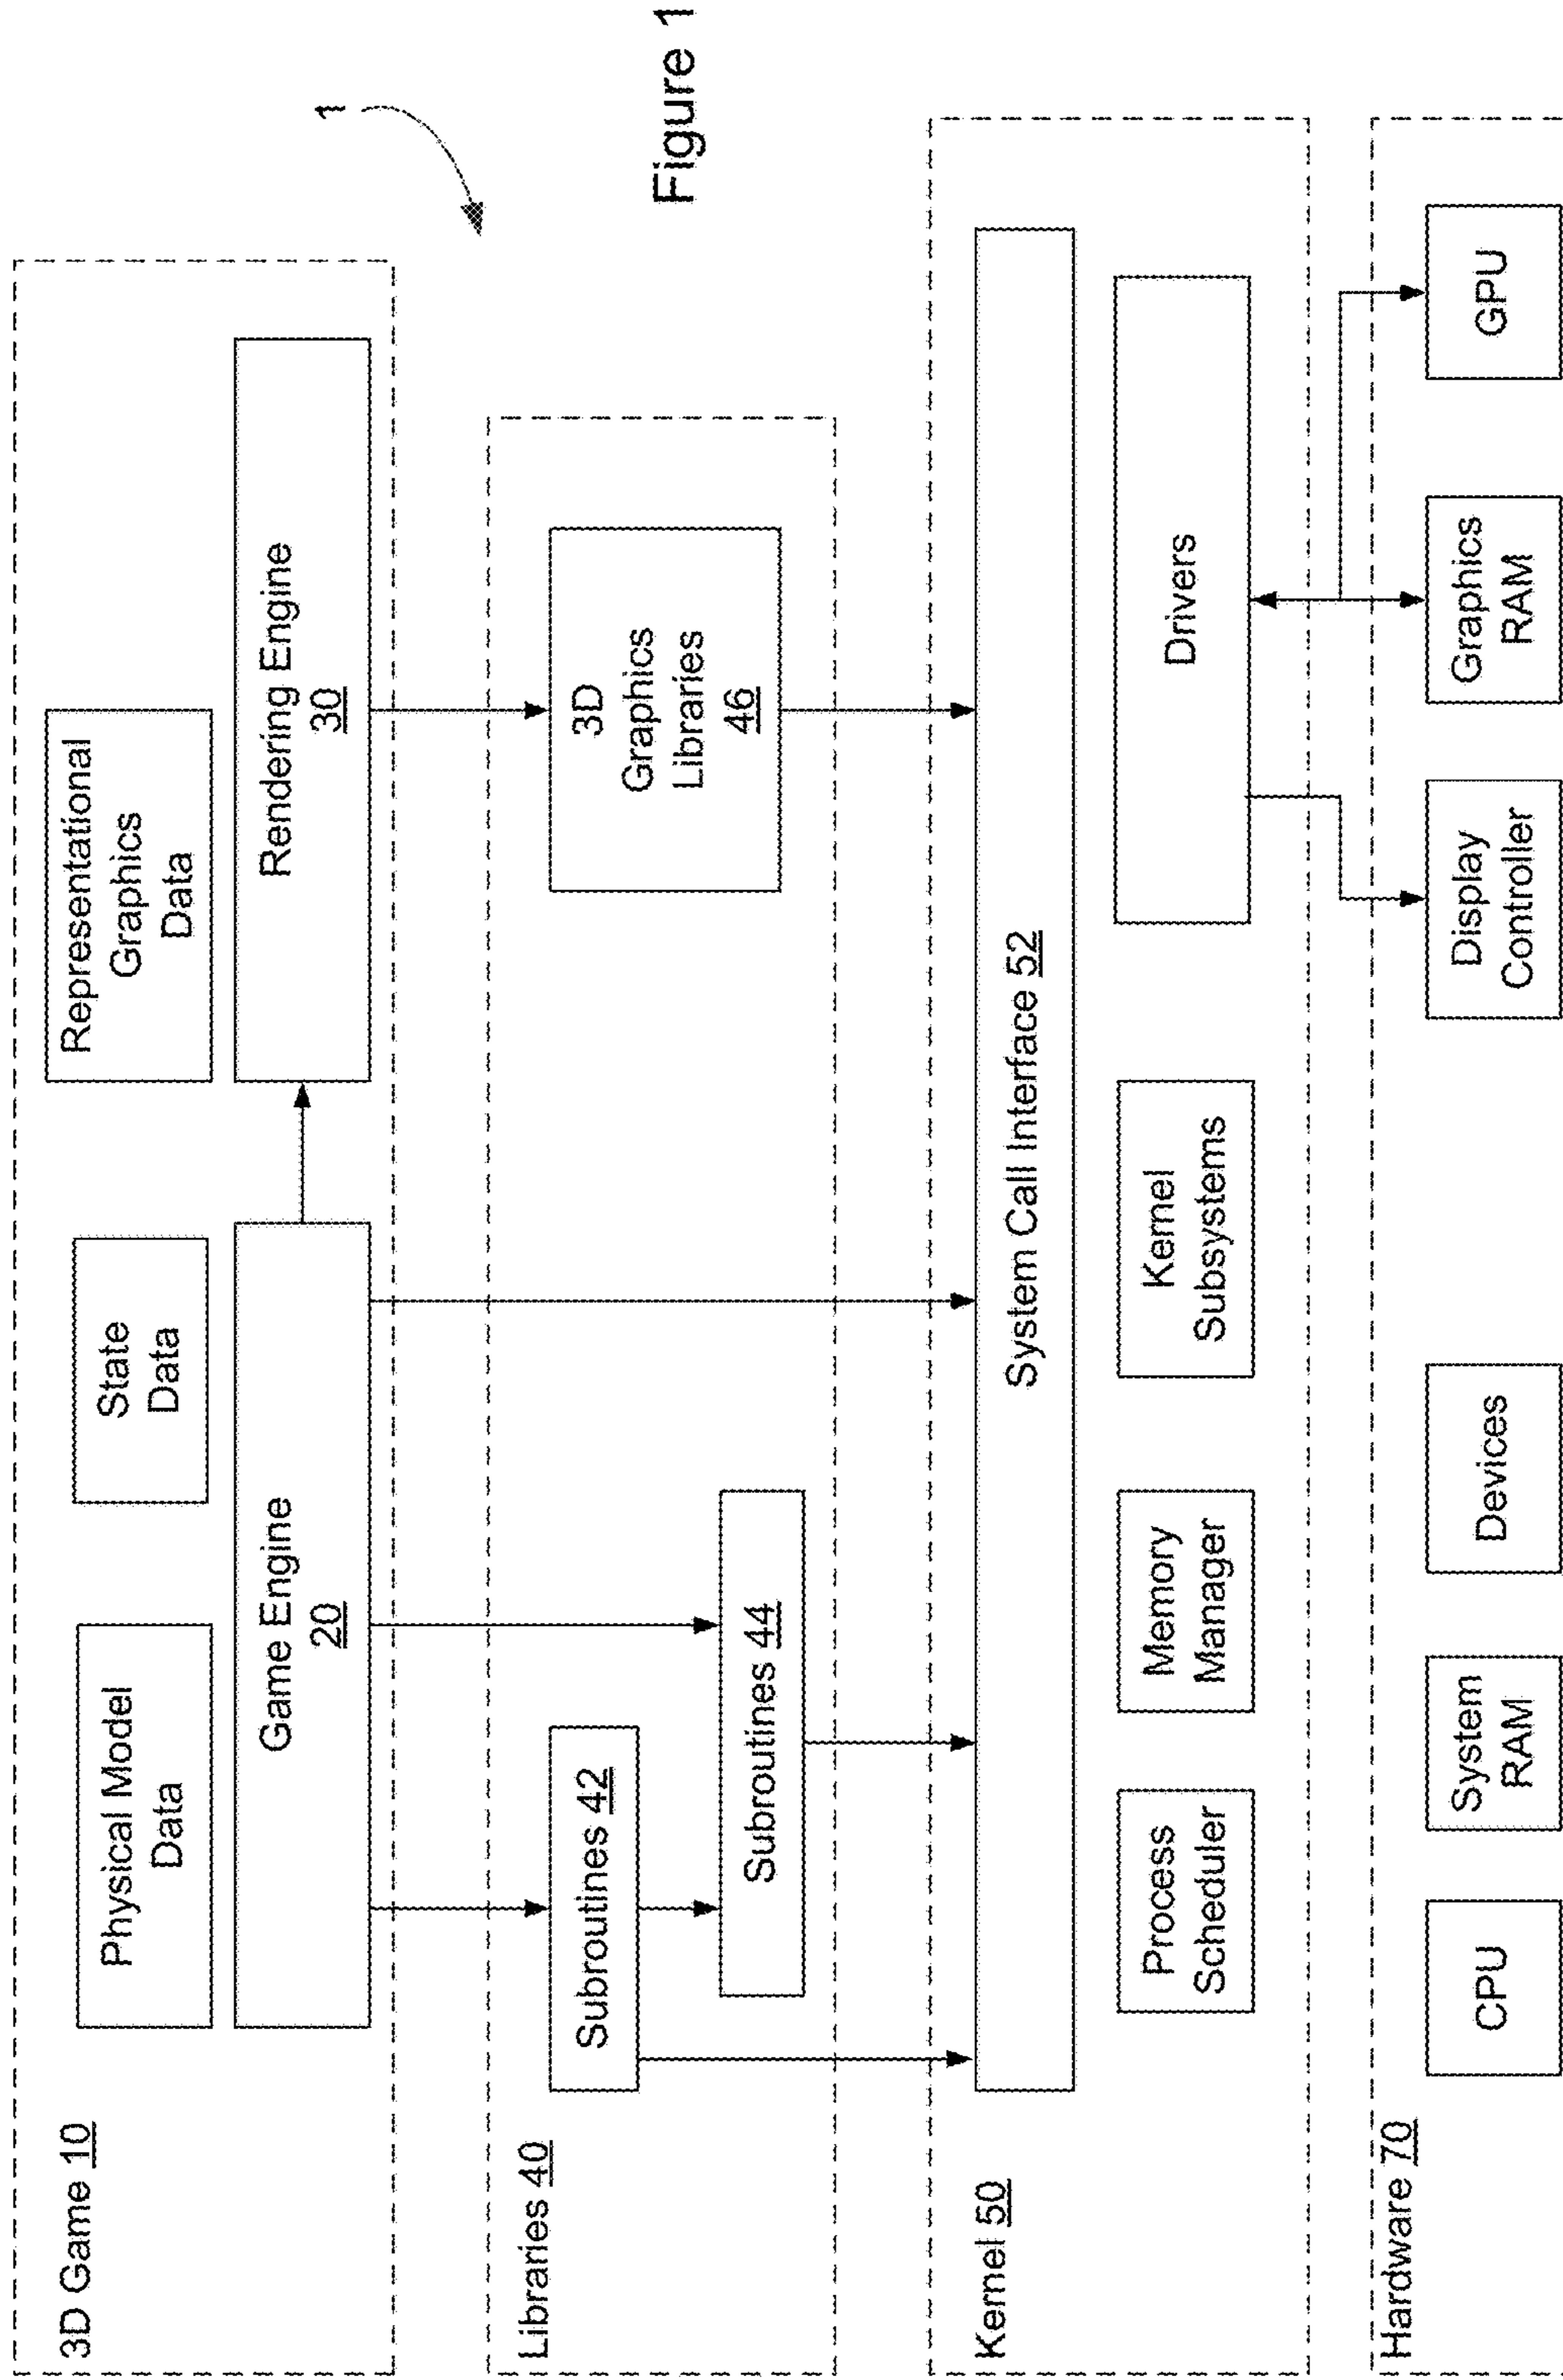 1
Figure 1
3D Game 10
Physical Model
Data
State
Data
Representational
Graphics
Data
Game Engine
20
Rendering Engine
30
Libraries 40
Subroutines 42
Subroutines 44
3D
Graphics
Libraries
46
Kernel 50
System Call Interface 52
Process
Scheduler
Memory
Manager
Kernel
Subsystems
Drivers
Hardware 70
CPU
System
RAM
Devices
Display
Controller
Graphics
RAM
GPU